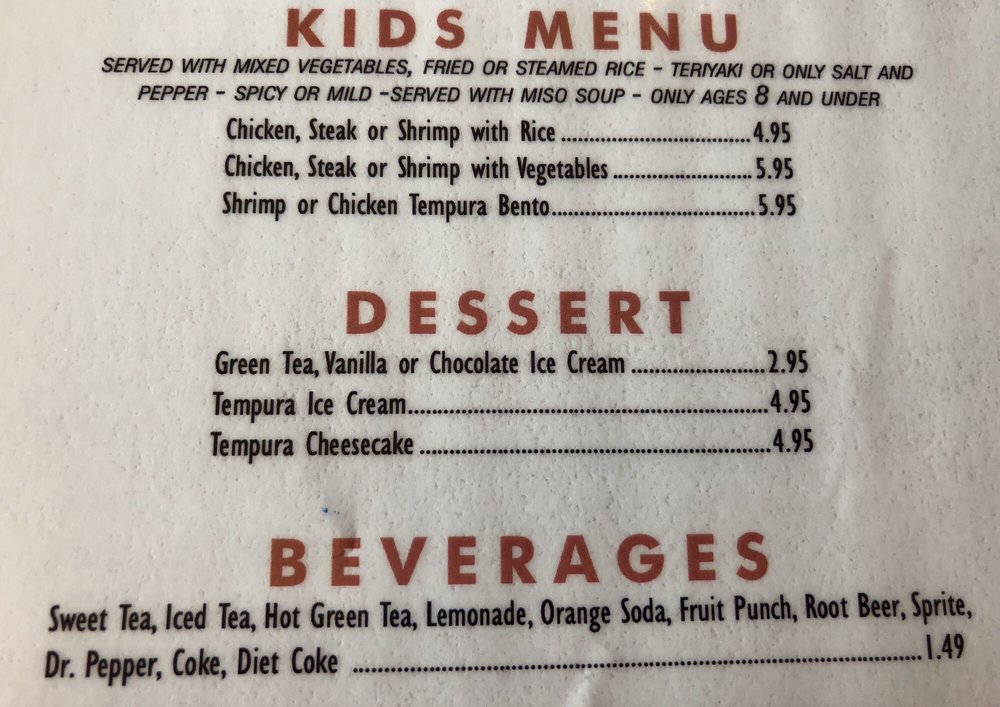 KIDS MENU
SERVED WITH MIXED VEGETABLES, FRIED OR STEAMED RICE - TERIYAKI OR ONLY SALT AND
PEPPER - SPICY OR MILD -SERVED WITH MISO SOUP - ONLY AGES 8 AND UNDER
Chicken, Steak or Shrimp with Rice ................................4.95
Chicken, Steak or Shrimp with Vegetables ........................5.95
Shrimp or Chicken Tempura Bento...................................5.95
DESSERT
Green Tea, Vanilla or Chocolate Ice Cream .......................2.95
Tempura Ice Cream..............................................................4.95
Tempura Cheesecake ............................................................4.95
BEVERAGES
Sweet Tea, Iced Tea, Hot Green Tea, Lemonade, Orange Soda, Fruit Punch, Root Beer, Sprite,
Dr. Pepper, Coke, Diet Coke ..................................................................................................1.49